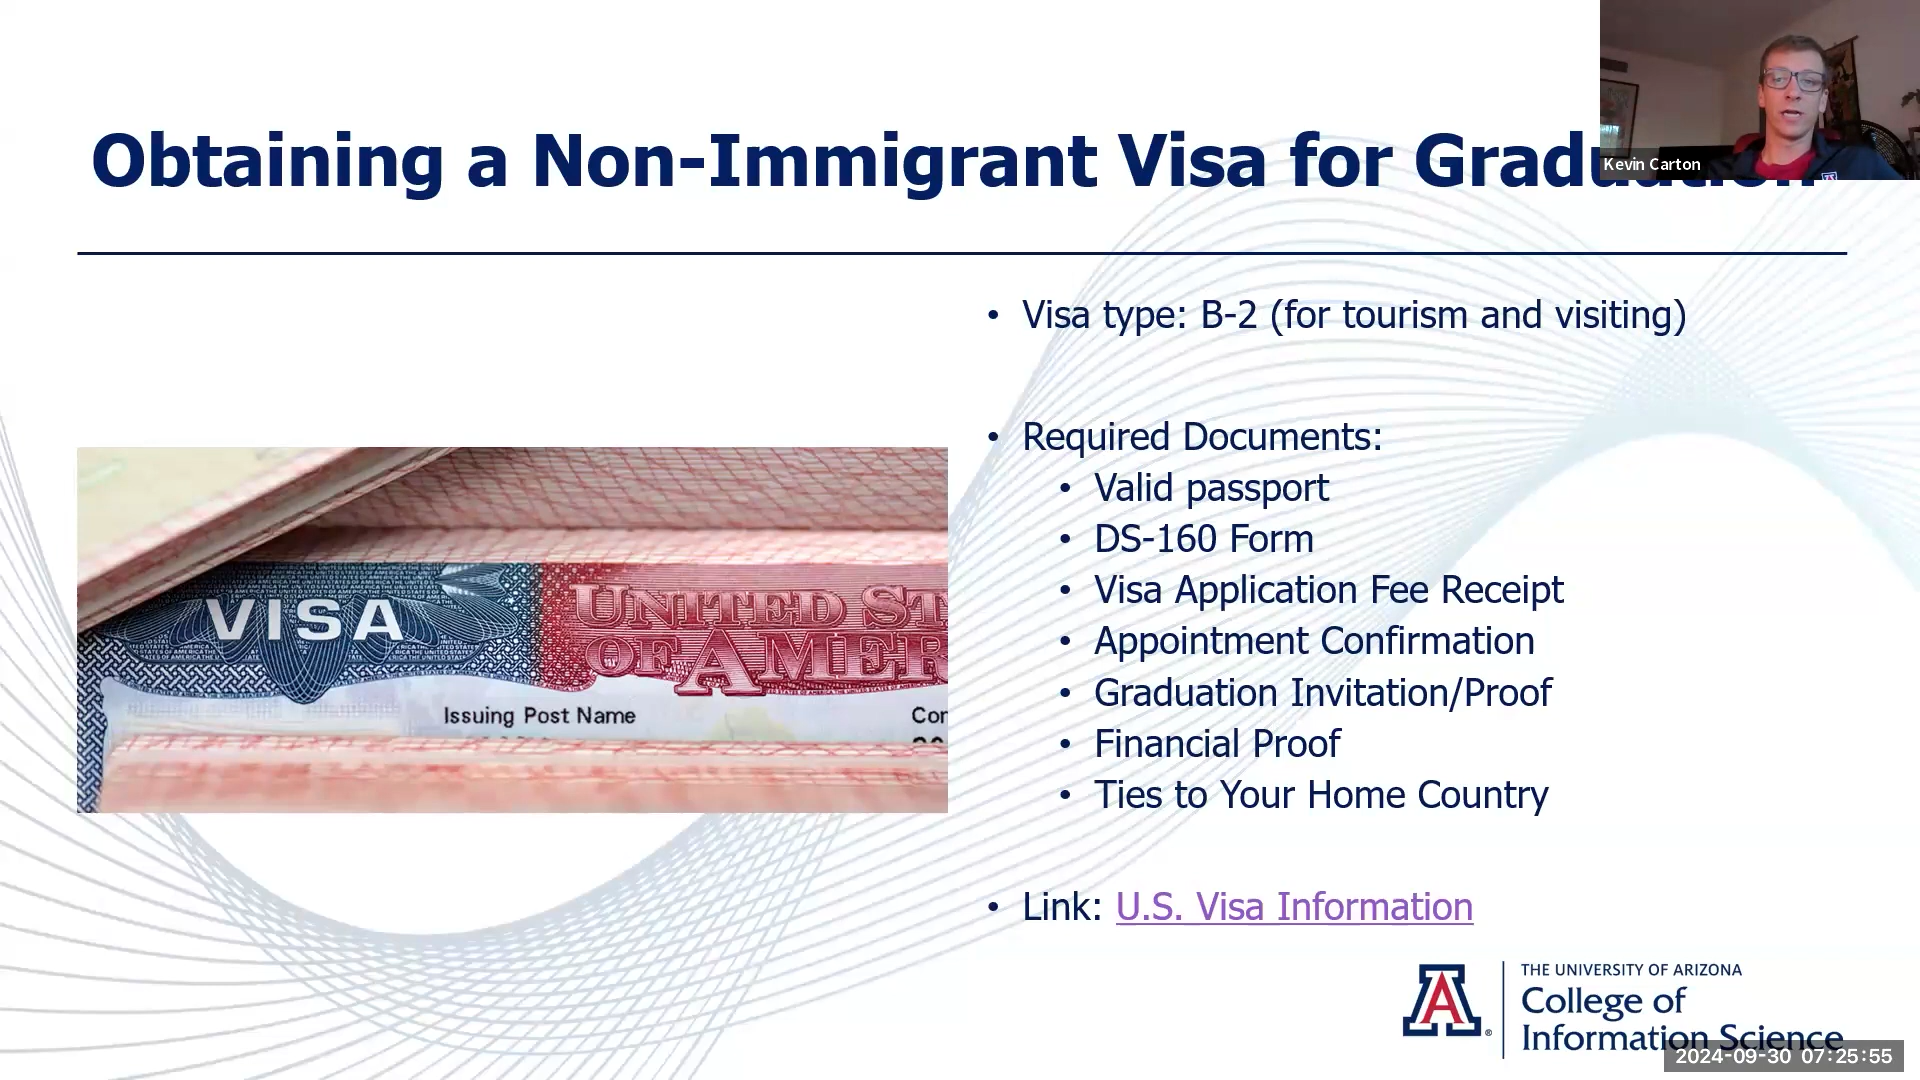 Obtaining a Non-Immigrant Visa for Graduation
Kevin Carton
• Visa type: B-2 (for tourism and visiting)
• Required Documents:
• Valid passport
• DS-160 Form
• Visa Application Fee Receipt
• Appointment Confirmation
• Graduation Invitation/Proof
• Financial Proof
• Ties to Your Home Country
• Link: U.S. Visa Information
VISA
UNITED ST
OF AMER
Issuing Post Name
Con
THE UNIVERSITY OF ARIZONA
College of
Information Science
2024-09-30 07:25:55